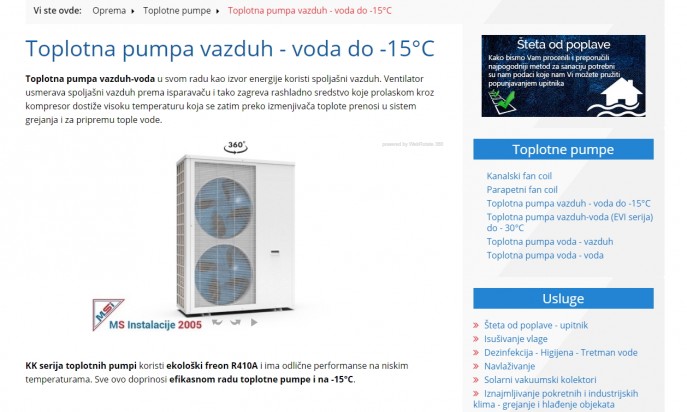 Vi ste ovde: Oprema Toplotne pumpe Toplotna pumpa vazduh - voda do -15°C
Toplotna pumpa vazduh - voda do -15°C
Toplotna pumpa vazduh-voda u svom radu kao izvor energije koristi spoljašni vazduh. Ventilator
usmerava spoljašni vazduh prema isparavaču i tako zagreva rashladno sredstvo koje prolaskom kroz
kompresor dostiže visoku temperaturu koja se zatim preko izmenjivača toplote prenosi u sistem
grejanja i za pripremu tople vode.
360°
powered by
MSI
MS Instalacije 2005
KK serija toplotnih pumpi koristi ekološki freon R410A i ima odlične performanse na niskim
temperaturama. Sve ovo doprinosi efikasnom radu toplotne pumpe i na -15°C.
Šteta od poplave
Kako bismo Vam procenili i preporučili
najpogodniji metod za sanaciju potrebni
su nam podaci koje nam Vi možete pružiti
popunjavanjem upitnika
Toplotne pumpe
Kanalski fan coil
Parapetni fan coil
Toplotna pumpa vazduh - voda do -15°C
Toplotna pumpa vazduh-voda (EVI serija)
do - 30°C
Toplotna pumpa voda - vazduh
Toplotna pumpa voda - voda
Usluge
Šteta od poplave - upitnik
Isušivanje vlage
Dezinfekcija - Higijena - Tretman vode
Navlaživanje
Solarni vakuumski kolektori
Iznajmljivanje pokretnih i industrijskih
klima - grejanje i hlađenje objekata